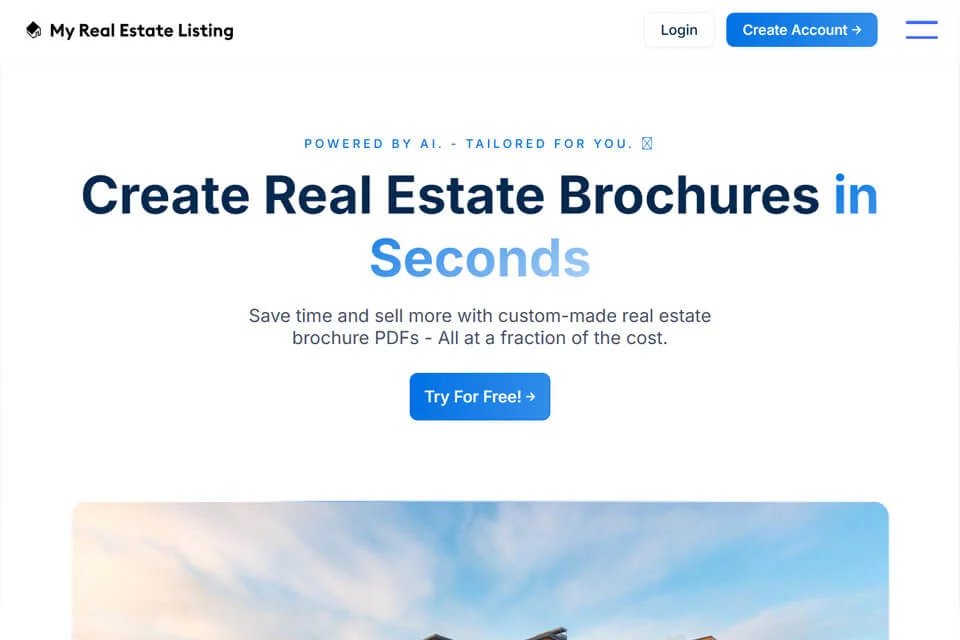 My Real Estate Listing
Login
Create Account →
POWERED BY AI. - TAILORED FOR YOU.
Create Real Estate Brochures in
Seconds
Save time and sell more with custom-made real estate
brochure PDFs - All at a fraction of the cost.
Try For Free! →